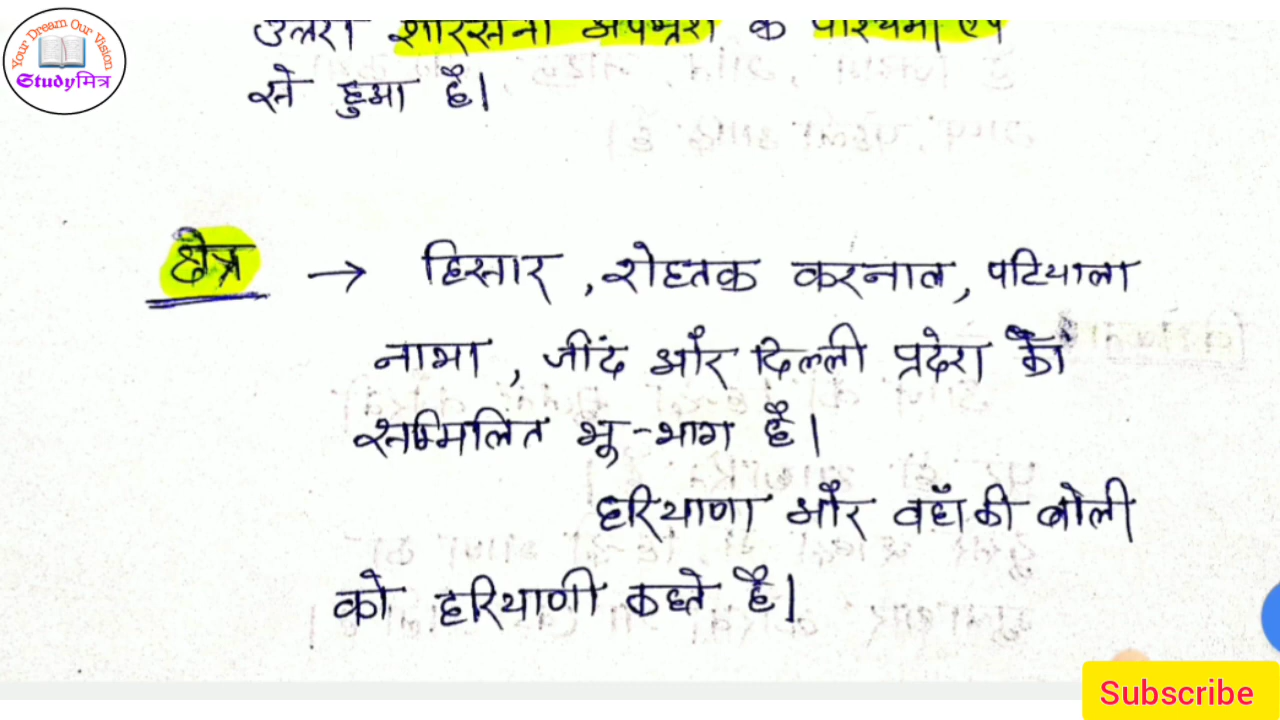 Your Dream Our Vision
Studyमित्र
उत्तरी शौरसेनी अपभ्रंश के पश्चिमी रूप
से हुआ है।
क्षेत्र → हिसार, रोहतक करनाल, पटियाला
नाभा, जींद और दिल्ली प्रदेश का
सम्मिलित भू-भाग है।
हरियाणा और वहाँ की बोली
को हरियाणी कहते है।
Subscribe